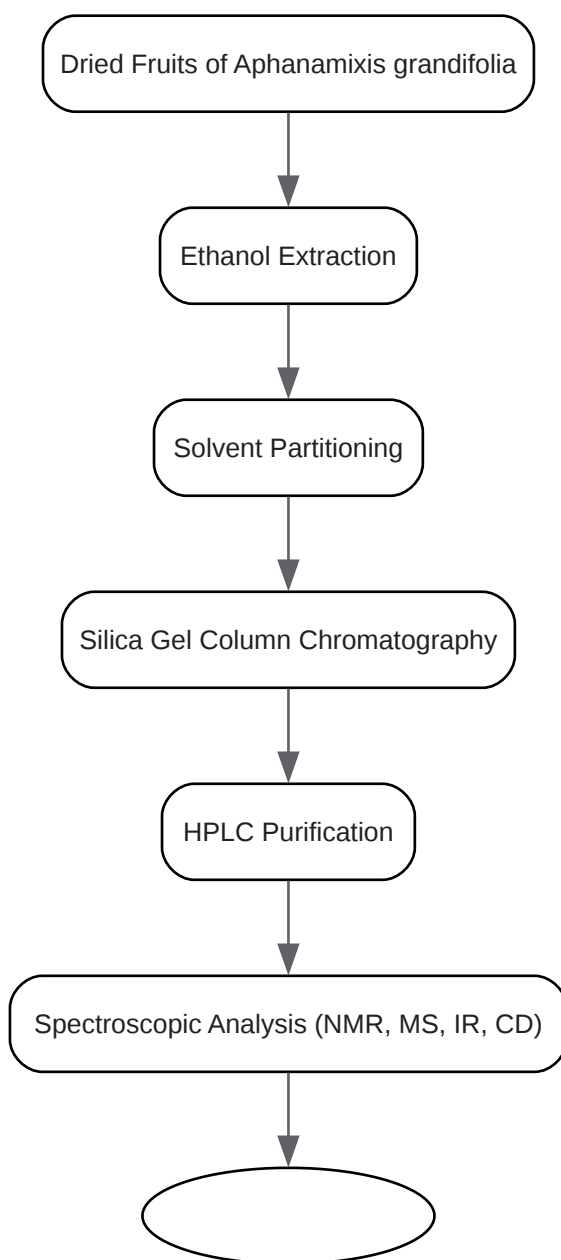 Dried Fruits of Aphanamixis grandifolia
Ethanol Extraction
Solvent Partitioning
Silica Gel Column Chromatography
HPLC Purification
Spectroscopic Analysis (NMR, MS, IR, CD)